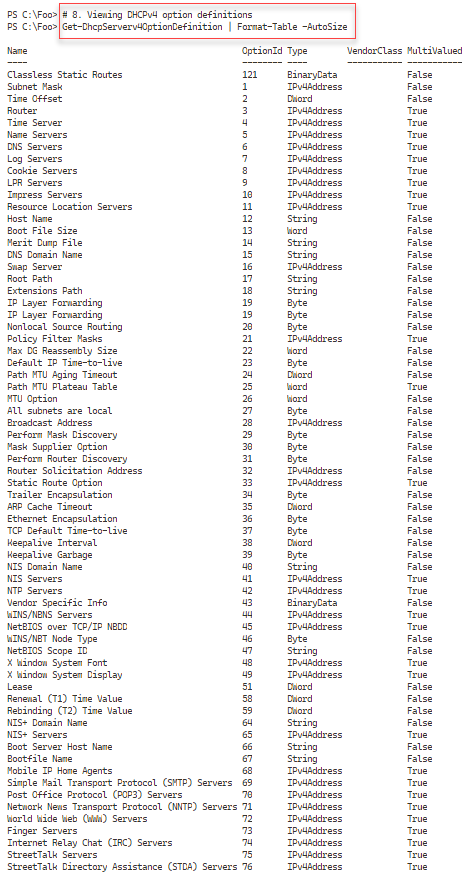 PS C:\Foo> # 8. Viewing DHCPv4 option definitions
PS C:\Foo> Get-DhcpServerv4OptionDefinition | Format-Table -AutoSize
Name OptionId Type VendorClass MultiValued
---- -------- ---- ----------- -----------
Classless Static Routes 121 BinaryData False
Subnet Mask 1 IPv4Address False
Time Offset 2 DWord False
Router 3 IPv4Address True
Time Server 4 IPv4Address True
Name Servers 5 IPv4Address True
DNS Servers 6 IPv4Address True
Log Servers 7 IPv4Address True
Cookie Servers 8 IPv4Address True
LPR Servers 9 IPv4Address True
Impress Servers 10 IPv4Address True
Resource Location Servers 11 IPv4Address True
Host Name 12 String False
Boot File Size 13 Word False
Merit Dump File 14 String False
DNS Domain Name 15 String False
Swap Server 16 IPv4Address False
Root Path 17 String False
Extensions Path 18 String False
IP Layer Forwarding 19 Byte False
IP Layer Forwarding 19 Byte False
Nonlocal Source Routing 20 Byte False
Policy Filter Masks 21 IPv4Address True
Max DG Reassembly Size 22 Word False
Default IP Time-to-live 23 Byte False
Path MTU Aging Timeout 24 DWord False
Path MTU Plateau Table 25 Word True
MTU Option 26 Word False
All subnets are local 27 Byte False
Broadcast Address 28 IPv4Address False
Perform Mask Discovery 29 Byte False
Mask Supplier Option 30 Byte False
Perform Router Discovery 31 Byte False
Router Solicitation Address 32 IPv4Address False
Static Route Option 33 IPv4Address True
Trailer Encapsulation 34 Byte False
ARP Cache Timeout 35 DWord False
Ethernet Encapsulation 36 Byte False
TCP Default Time-to-live 37 Byte False
Keepalive Interval 38 DWord False
Keepalive Garbage 39 Byte False
NIS Domain Name 40 String False
NIS Servers 41 IPv4Address True
NTP Servers 42 IPv4Address True
Vendor Specific Info 43 BinaryData False
WINS/NBNS Servers 44 IPv4Address True
NetBIOS over TCP/IP NBDD 45 IPv4Address True
WINS/NBT Node Type 46 Byte False
NetBIOS Scope ID 47 String False
X Window System Font 48 IPv4Address True
X Window System Display 49 IPv4Address True
Lease 51 DWord False
Renewal (T1) Time Value 58 DWord False
Rebinding (T2) Time Value 59 DWord False
NIS+ Domain Name 64 String False
NIS+ Servers 65 IPv4Address True
Boot Server Host Name 66 String False
Bootfile Name 67 String False
Mobile IP Home Agents 68 IPv4Address True
Simple Mail Transport Protocol (SMTP) Servers 69 IPv4Address True
Post Office Protocol (POP3) Servers 70 IPv4Address True
Network News Transport Protocol (NNTP) Servers 71 IPv4Address True
World Wide Web (WWW) Servers 72 IPv4Address True
Finger Servers 73 IPv4Address True
Internet Relay Chat (IRC) Servers 74 IPv4Address True
StreetTalk Servers 75 IPv4Address True
StreetTalk Directory Assistance (STDA) Servers 76 IPv4Address True